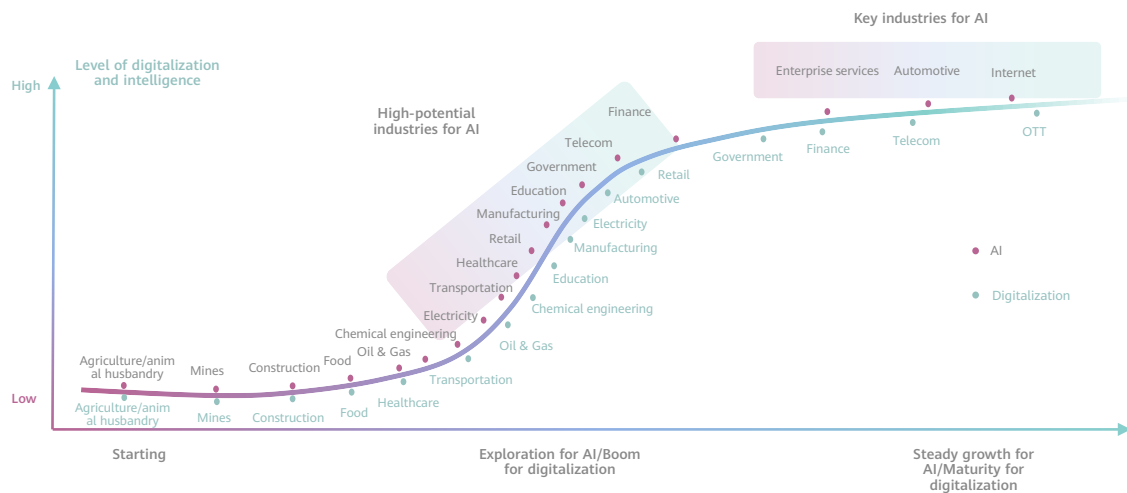 Key industries for AI
Level of digitalization
and intelligence
High
Enterprise services
Automotive
Internet
High-potential
industries for AI
Finance
OTT
Telecom
Telecom
Finance
Government
Government
Retail
Education
Automotive
Manufacturing
Electricity
Retail
Manufacturing
AI
Healthcare
Education
Transportation
Digitalization
Chemical engineering
Electricity
Chemical engineering
Oil & Gas
Oil & Gas
Food
Agriculture/anim
al husbandry
Mines
Construction
Transportation
Low
Healthcare
Agriculture/anim
al husbandry
Mines
Construction
Food
Starting
Exploration for AI/Boom
for digitalization
Steady growth for
AI/Maturity for
digitalization